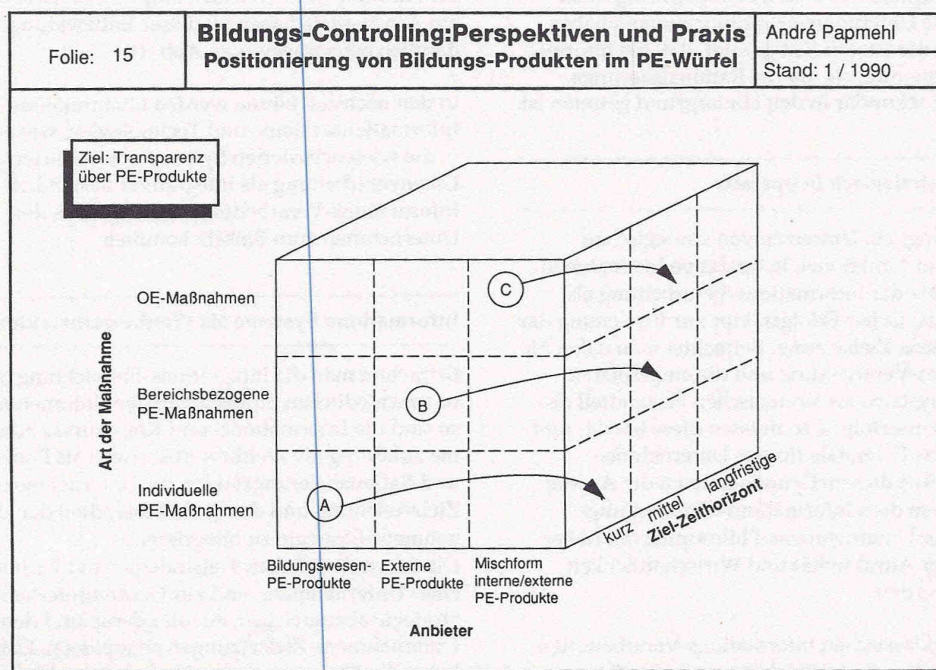 Folie: 15
Bildungs-Controlling:Perspektiven und Praxis
Positionierung von Bildungs-Produkten im PE-Würfel
André Papmehl
Stand: 1 / 1990
Ziel: Transparenz
über PE-Produkte
Art der Maßnahme
OE-Maßnahmen
Bereichsbezogene
PE-Maßnahmen
Individuelle
PE-Maßnahmen
C
B
A
kurz mittel langfristige
Ziel-Zeithorizont
Bildungswesen-
PE-Produkte
Externe
PE-Produkte
Mischform
interne/externe
PE-Produkte
Anbieter